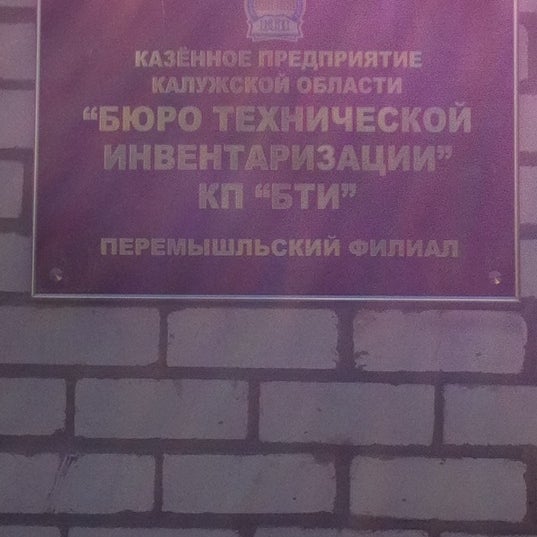 КАЗЁННОЕ ПРЕДПРИЯТИЕ
КАЛУЖСКОЙ ОБЛАСТИ
“БЮРО ТЕХНИЧЕСКОЙ
ИНВЕНТАРИЗАЦИИ”
КП “БТИ”
ПЕРЕМЫШЛЬСКИЙ ФИЛИАЛ